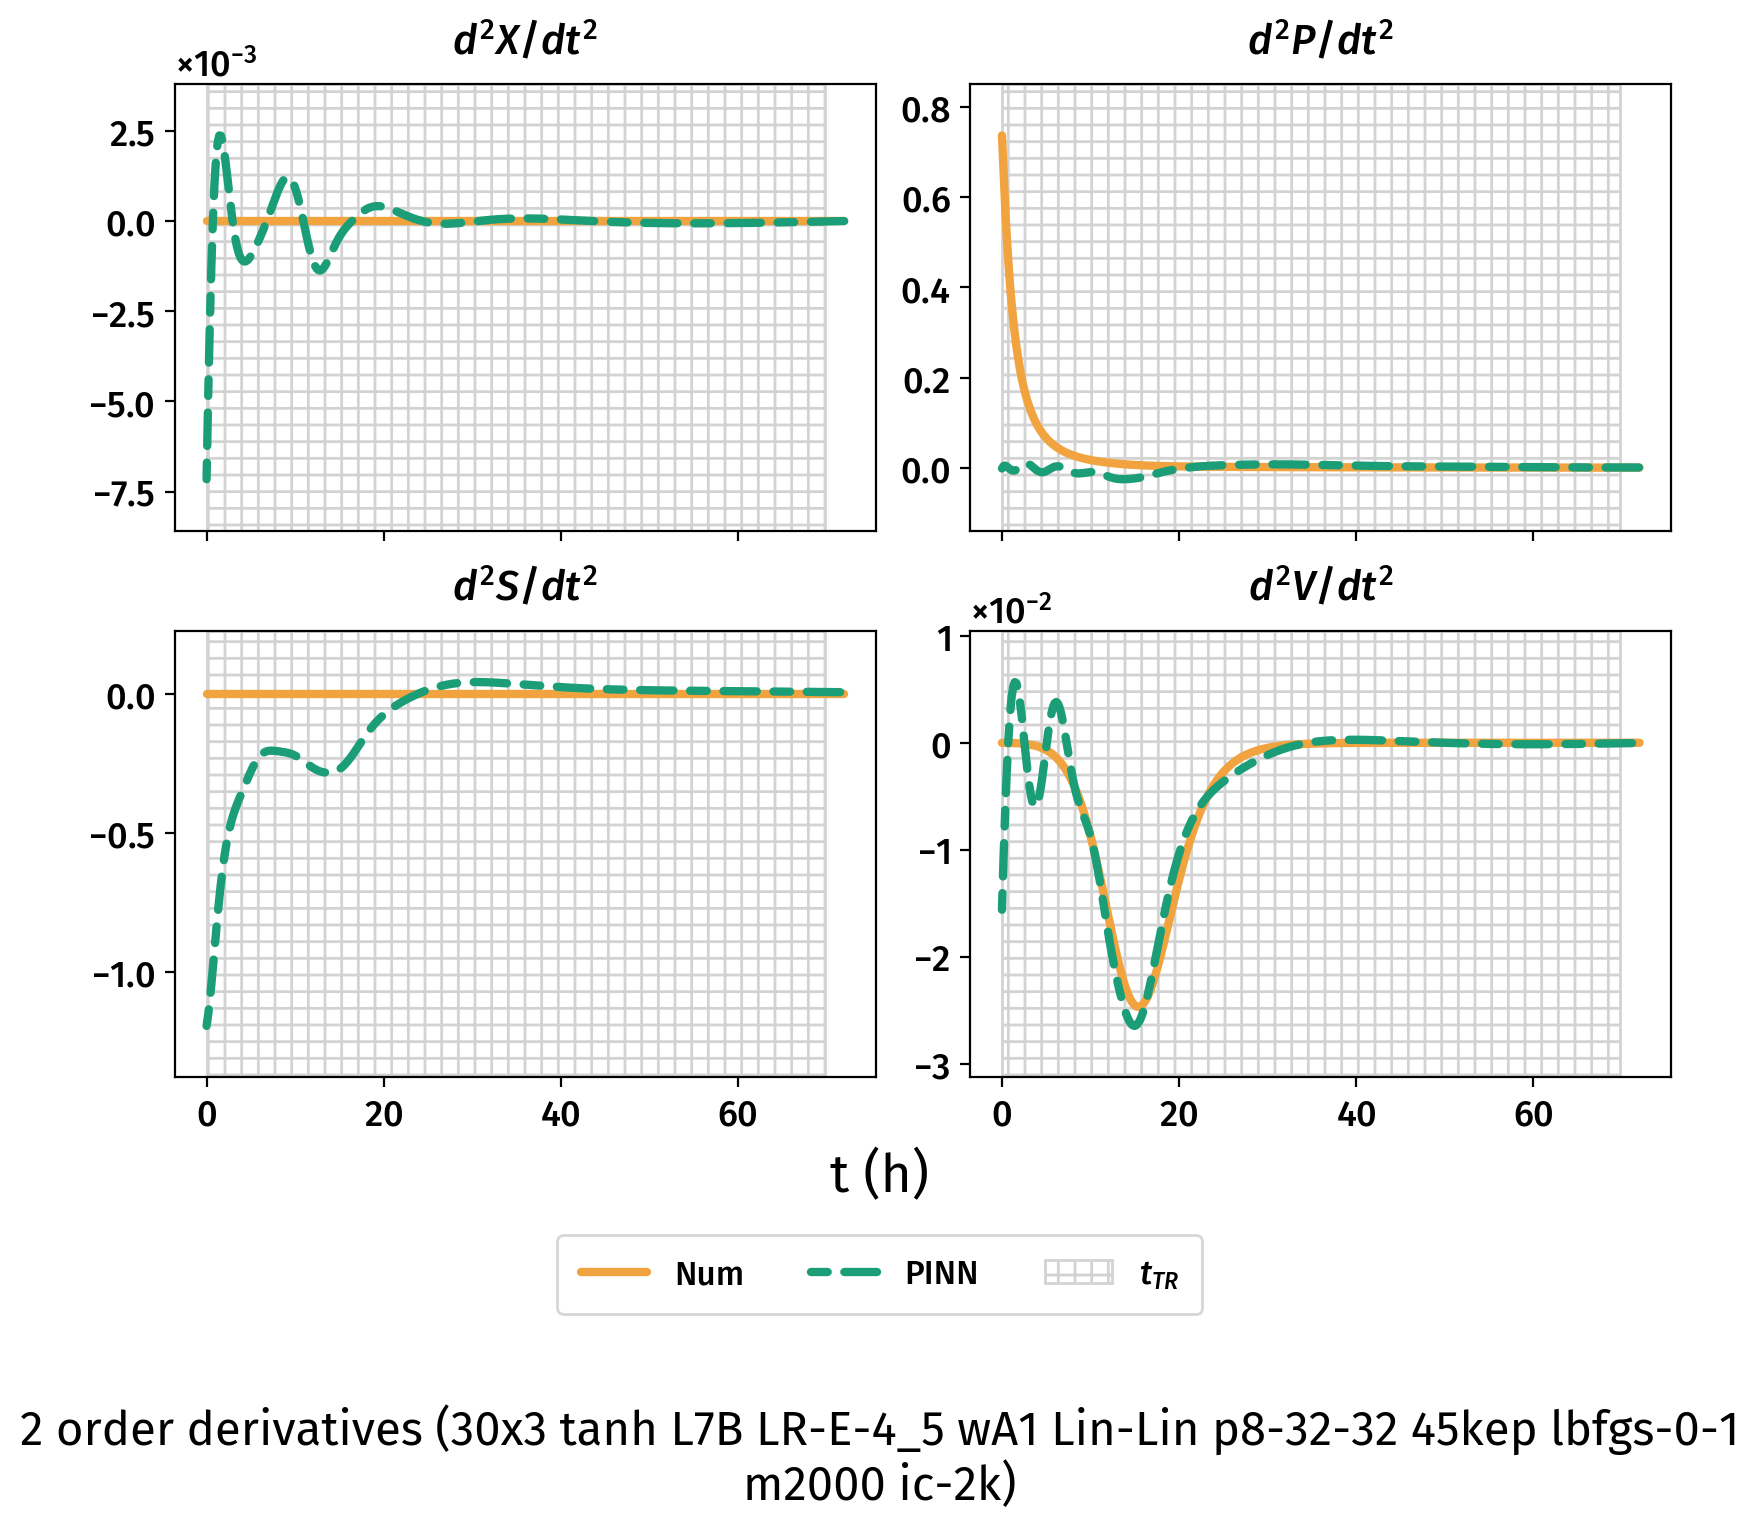 d²X/dt²
d²P/dt²
×10⁻³
2.5
0.0
−2.5
−5.0
−7.5
0.8
0.6
0.4
0.2
0.0
d²S/dt²
d²V/dt²
×10⁻²
0.0
−0.5
−1.0
1
0
−1
−2
−3
0 20 40 60
0 20 40 60
t (h)
Num PINN t_TR
2 order derivatives (30x3 tanh L7B LR-E-4_5 wA1 Lin-Lin p8-32-32 45kep lbfgs-0-1
m2000 ic-2k)